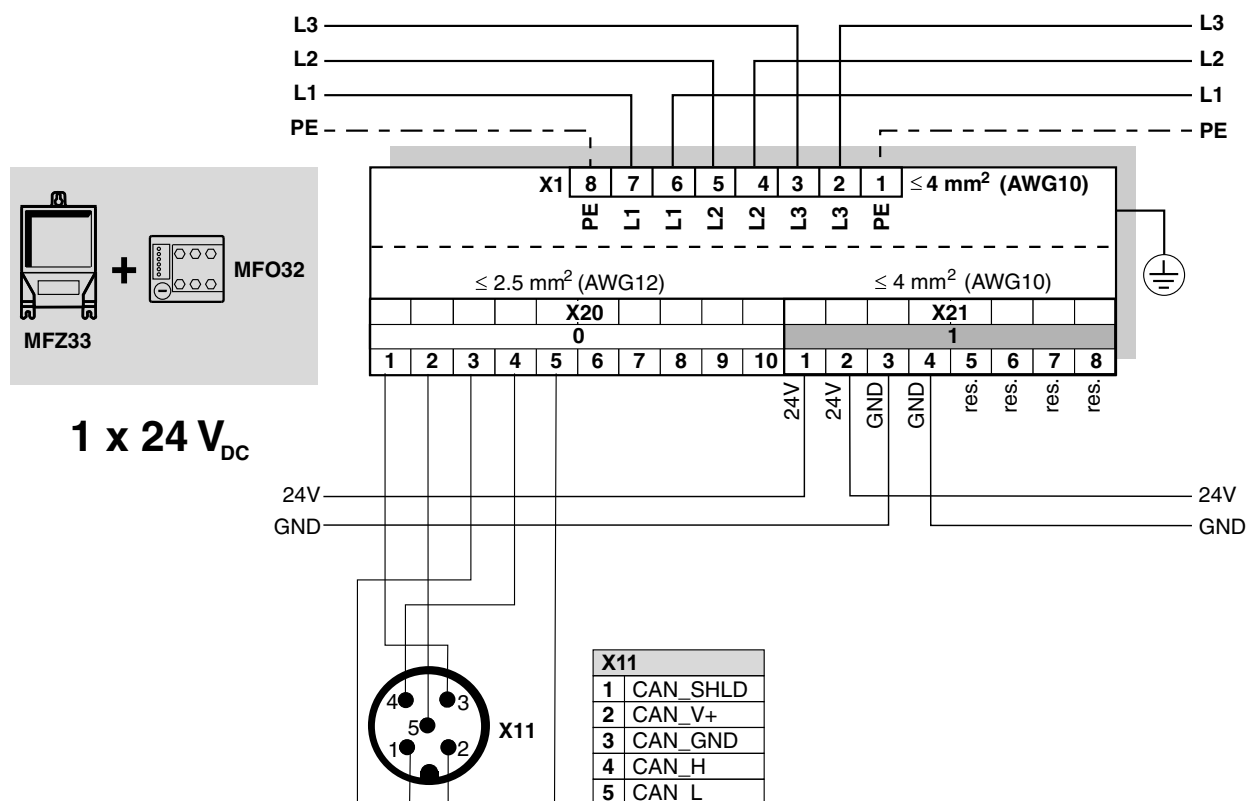 L3 L3
L2 L2
L1 L1
PE PE
X1 8 7 6 5 4 3 2 1 ≤ 4 mm² (AWG10)
PE L1 L1 L2 L2 L3 L3 PE
MFO32
MFZ33
+
≤ 2.5 mm² (AWG12) ≤ 4 mm² (AWG10)
X20 X21
0 1
1 2 3 4 5 6 7 8 9 10 1 2 3 4 5 6 7 8
24V 24V GND GND res. res. res. res.
1 x 24 V DC
24V 24V
GND GND
4 3
5
1 2
X11
X11
1 CAN_SHLD
2 CAN_V+
3 CAN_GND
4 CAN_H
5 CAN_L